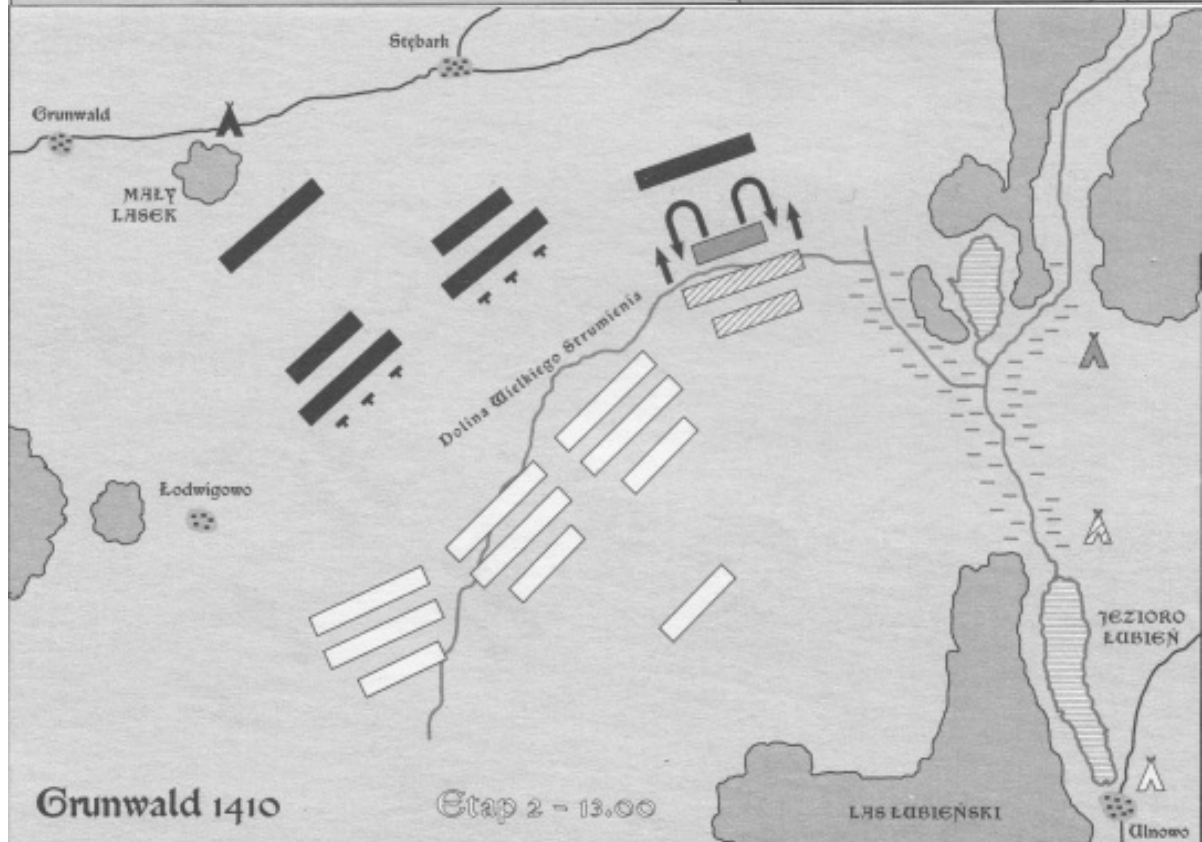 Stębark
Grunwald
MAŁY
LASEK
Dolina Wielkiego Strumienia
Łodwigowo
JEZIORO
ŁUBIEŃ
Grunwald 1410
Etap 2 - 13.00
LAS ŁUBIEŃSKI
Ulnowo